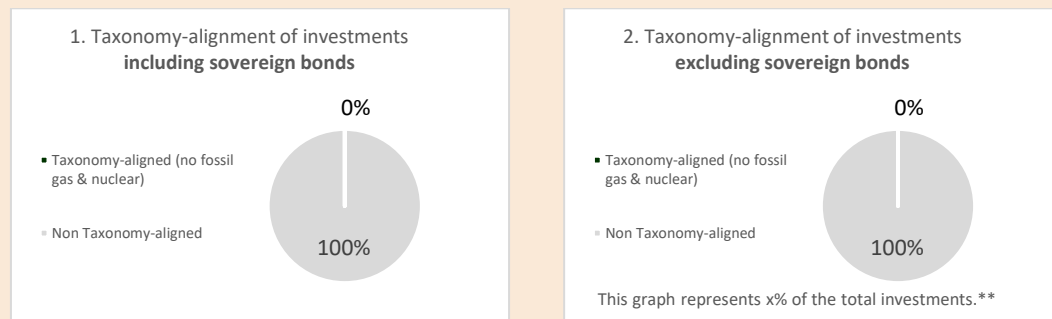 1. Taxonomy-alignment of investments
including sovereign bonds
0%
Taxonomy-aligned (no fossil
gas & nuclear)
Non Taxonomy-aligned
100%
2. Taxonomy-alignment of investments
excluding sovereign bonds
0%
Taxonomy-aligned (no fossil
gas & nuclear)
Non Taxonomy-aligned
100%
This graph represents x% of the total investments.**